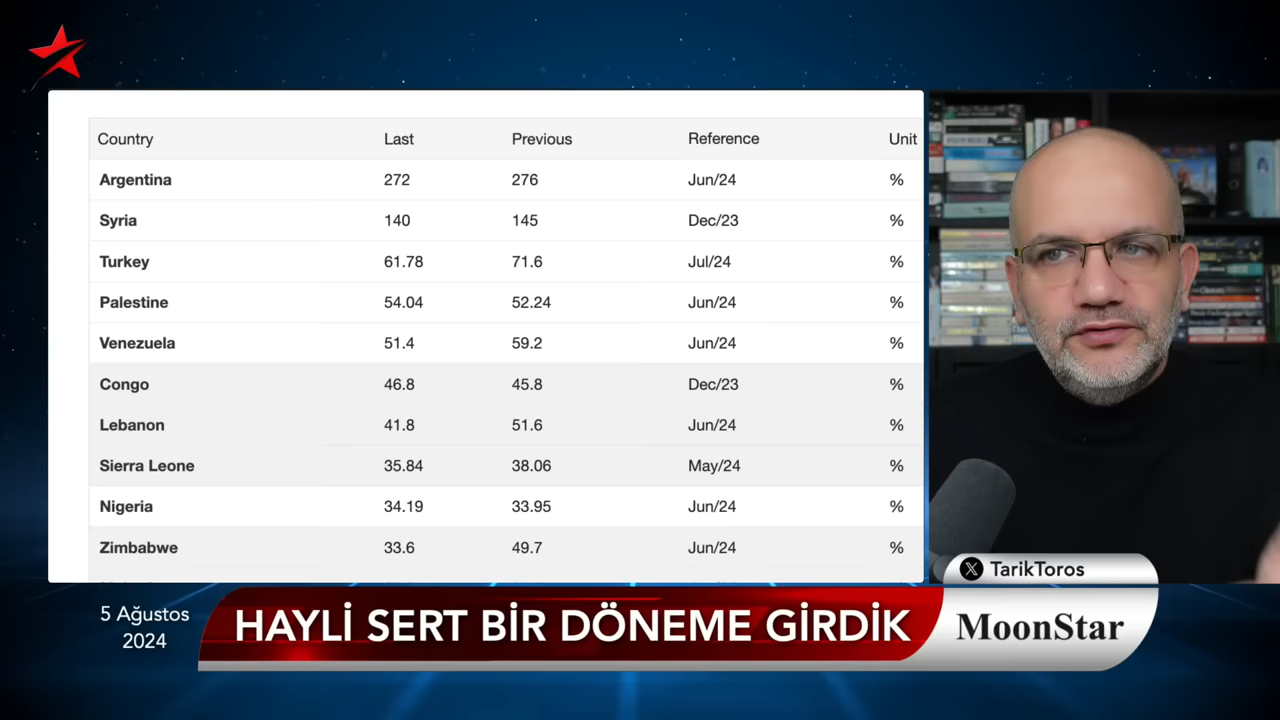 Country Last Previous Reference Unit
Argentina 272 276 Jun/24 %
Syria 140 145 Dec/23 %
Turkey 61.78 71.6 Jul/24 %
Palestine 54.04 52.24 Jun/24 %
Venezuela 51.4 59.2 Jun/24 %
Congo 46.8 45.8 Dec/23 %
Lebanon 41.8 51.6 Jun/24 %
Sierra Leone 35.84 38.06 May/24 %
Nigeria 34.19 33.95 Jun/24 %
Zimbabwe 33.6 49.7 Jun/24 %
X TarikToros
5 Ağustos
2024
HAYLİ SERT BİR DÖNEME GİRDİK
MoonStar